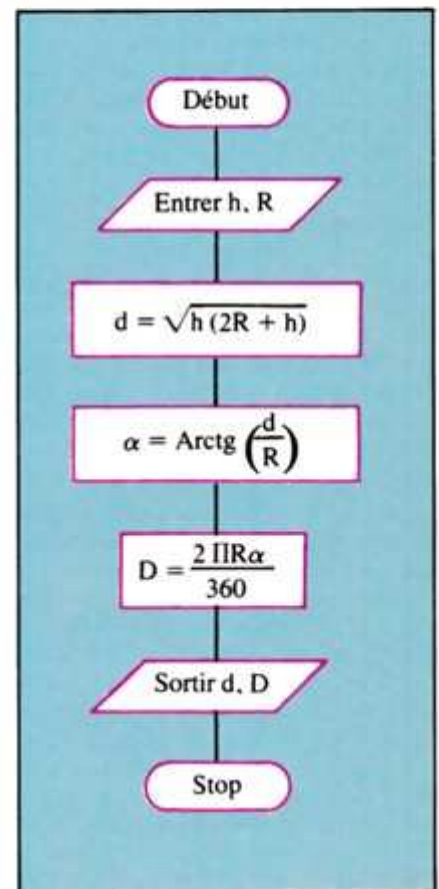 Début
Entrer h, R
d = √h (2R + h)
α = Arctg (d/R)
D = 2 ΠRα / 360
Sortir d, D
Stop